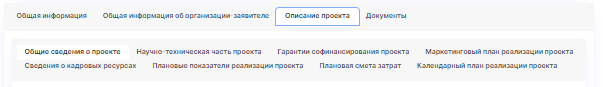 Общая информация Общая информация об организации-заявителе Описание проекта Документы
Общие сведения о проекте Научно-техническая часть проекта Гарантии софинансирования проекта Маркетинговый план реализации проекта
Сведения о кадровых ресурсах Плановые показатели реализации проекта Плановая смета затрат Календарный план реализации проекта